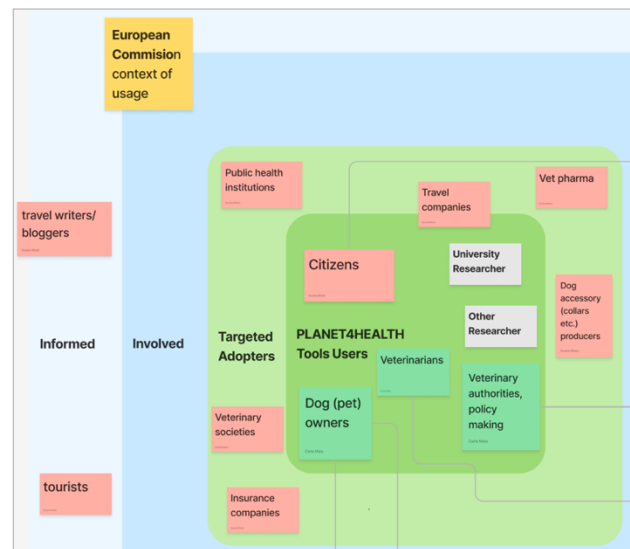 European
Commision
context of
usage
Public health
institutions
Vet pharma
Travel
companies
travel writers/
bloggers
Citizens
University
Researcher
Dog
accessory
(collars
etc.)
producers
Other
Researcher
Informed
Involved
Targeted
Adopters
PLANET4HEALTH
Tools Users
Veterinarians
Veterinary
authorities,
policy
making
Dog (pet)
owners
Veterinary
societies
tourists
Insurance
companies